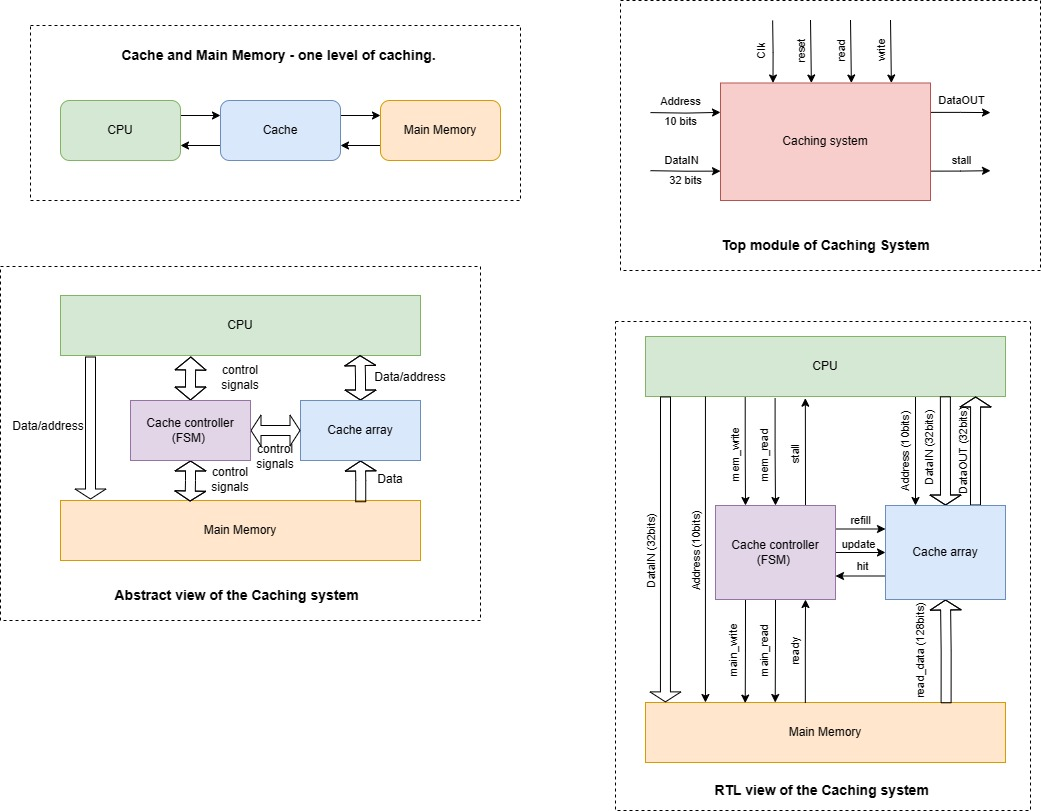 Cache and Main Memory - one level of caching.
CPU
Cache
Main Memory
Clk
reset
read
write
Address
10 bits
DataIN
32 bits
Caching system
DataOUT
stall
Top module of Caching System
CPU
control
signals
Data/address
Data/address
Cache controller
(FSM)
control
signals
Cache array
control
signals
Data
Main Memory
Abstract view of the Caching system
CPU
DataIN (32bits)
Address (10bits)
mem_write
mem_read
stall
Address (10bits)
DataIN (32bits)
DataOUT (32bits)
Cache controller
(FSM)
refill
update
hit
Cache array
main_write
main_read
ready
read_data (128bits)
Main Memory
RTL view of the Caching system